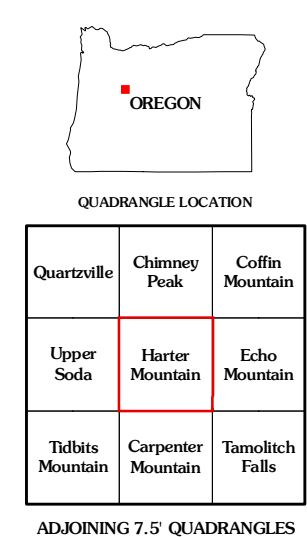 OREGON
QUADRANGLE LOCATION
Quartzville
Chimney
Peak
Coffin
Mountain
Upper
Soda
Harter
Mountain
Echo
Mountain
Tidbits
Mountain
Carpenter
Mountain
Tamolitch
Falls
ADJOINING 7.5' QUADRANGLES